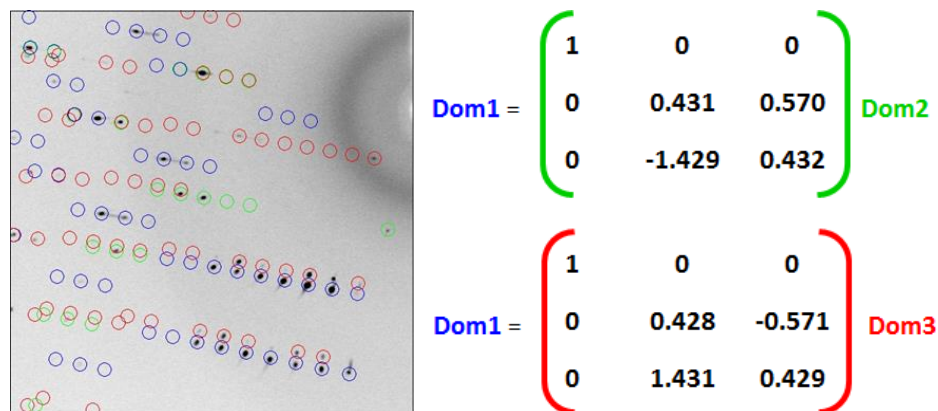 1 0 0
Dom1 = 0 0.431 0.570 Dom2
0 -1.429 0.432
1 0 0
Dom1 = 0 0.428 -0.571 Dom3
0 1.431 0.429